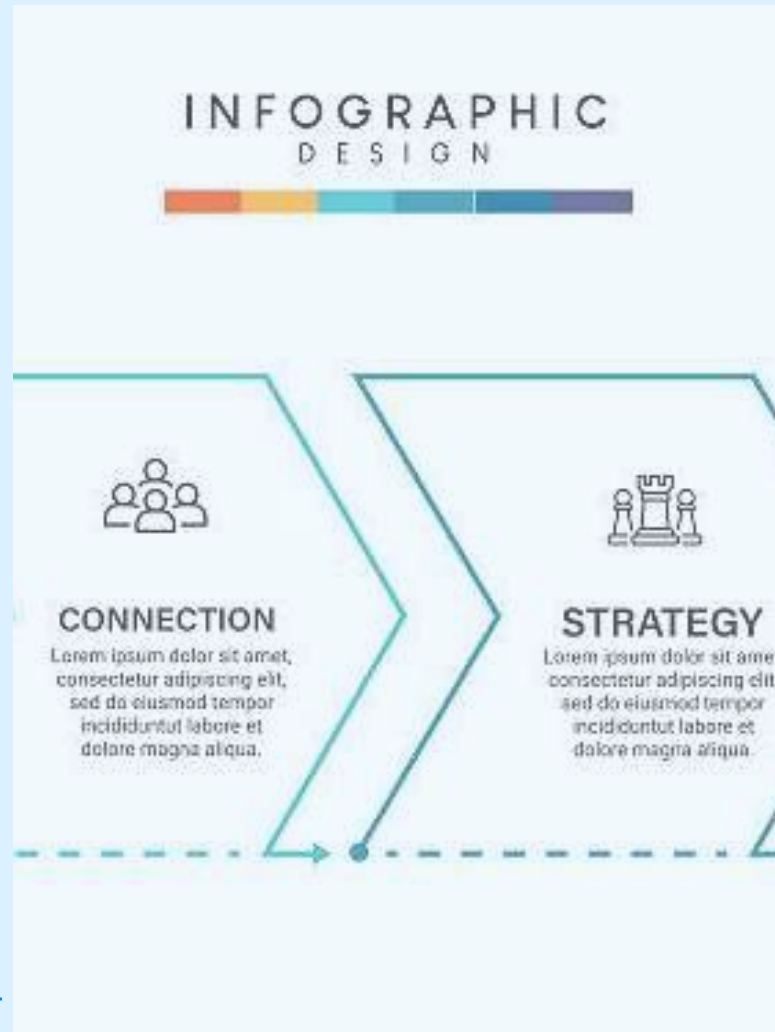 INFOGRAPHIC
DESIGN
CONNECTION
Lorem ipsum dolor sit amet,
consectetur adipiscing elit,
sed do eiusmod tempor
incididuntut labore et
dolore magna aliqua.
STRATEGY
Lorem ipsum dolor sit ame
consectetur adipiscing elit
sed do eiusmod tempor
incididuntut labore et
dolore magna aliqua.